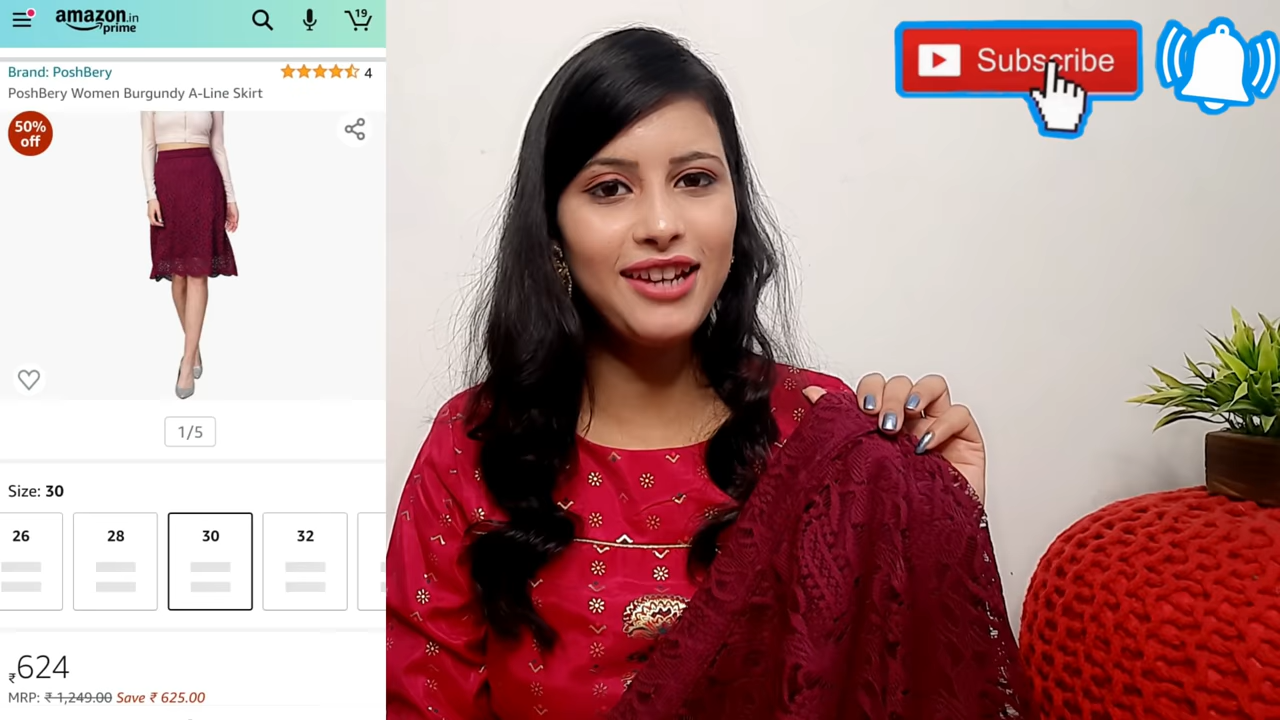 amazon.in
prime
19
Brand: PoshBery
4
PoshBery Women Burgundy A-Line Skirt
50%
off
1/5
Size: 30
26
28
30
32
₹624
MRP: ₹ 1,249.00 Save ₹ 625.00
Subscribe